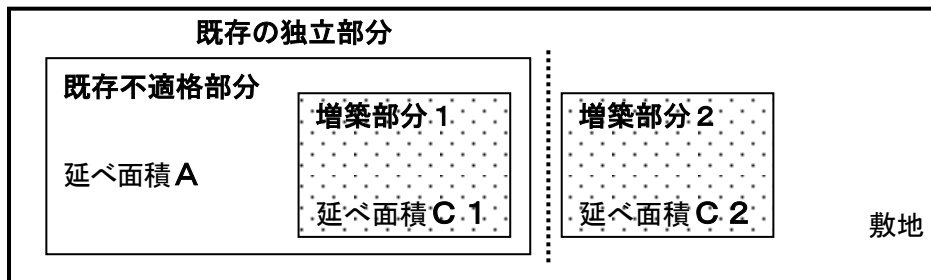 既存の独立部分
既存不適格部分
増築部分1
増築部分2
延べ面積A
延べ面積C1
延べ面積C2
敷地